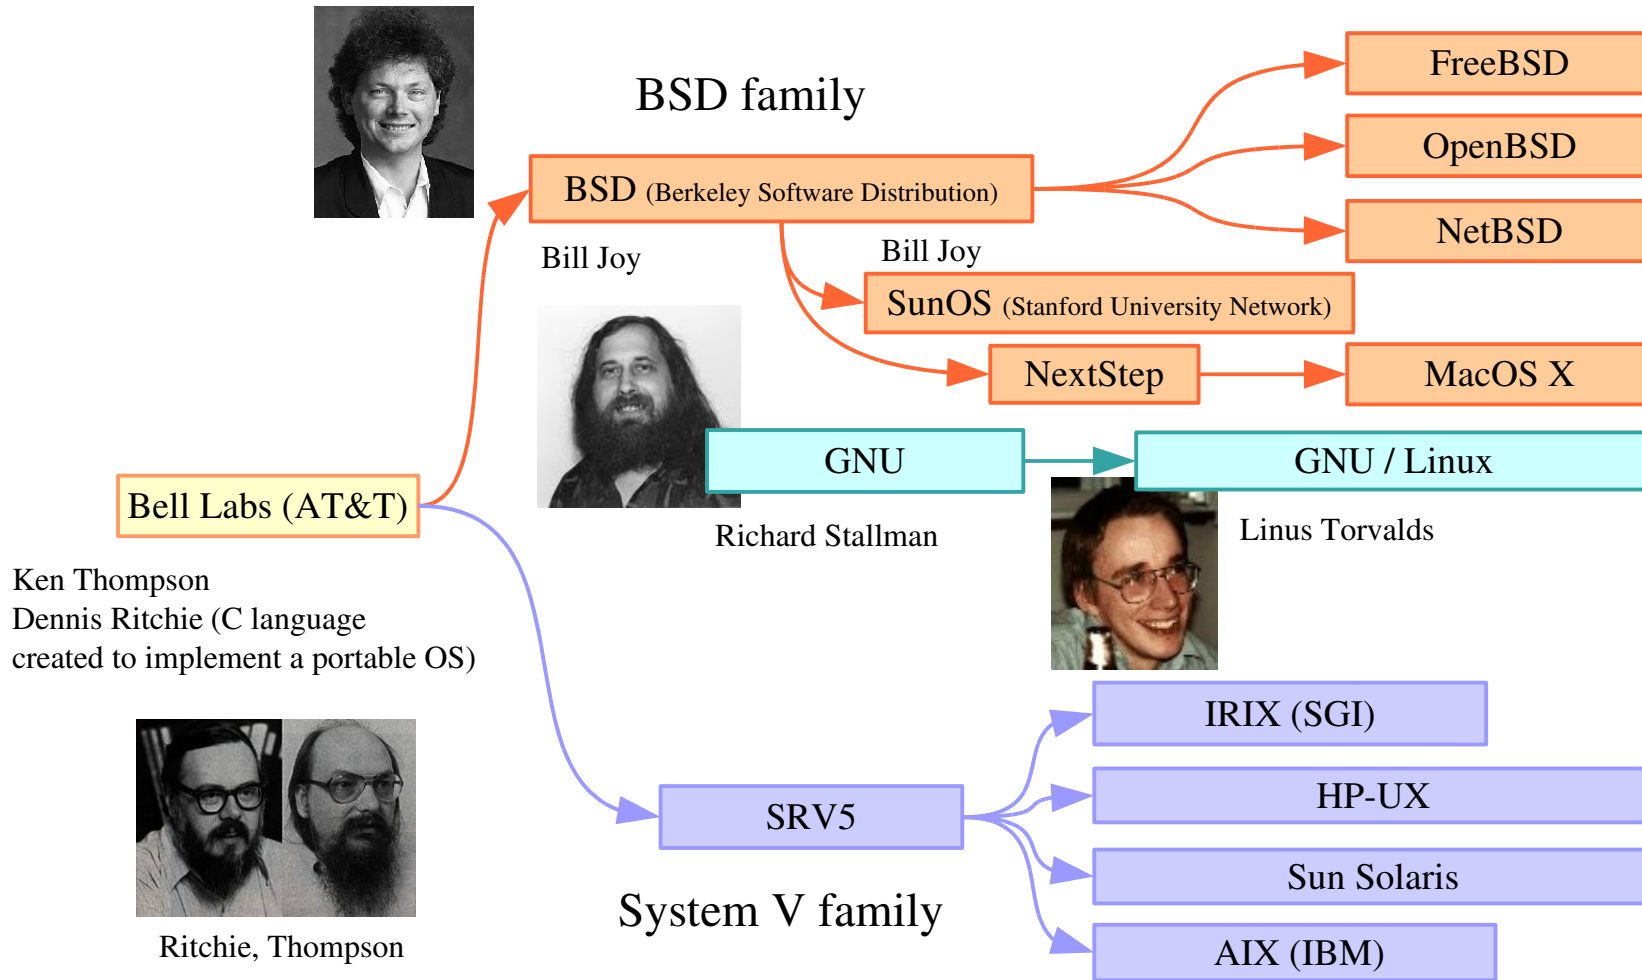 BSD family
FreeBSD
OpenBSD
BSD (Berkeley Software Distribution)
NetBSD
Bill Joy
Bill Joy
SunOS (Stanford University Network)
NextStep
MacOS X
GNU
GNU / Linux
Bell Labs (AT&T)
Richard Stallman
Linus Torvalds
Ken Thompson
Dennis Ritchie (C language
created to implement a portable OS)
IRIX (SGI)
HP-UX
SRV5
Sun Solaris
System V family
AIX (IBM)
Ritchie, Thompson